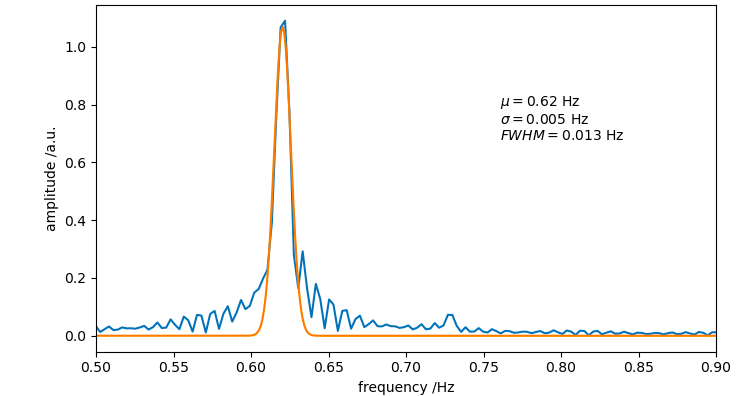 1.0
0.8
0.6
0.4
0.2
0.0
amplitude /a.u.
μ = 0.62 Hz
σ = 0.005 Hz
FWHM = 0.013 Hz
0.50 0.55 0.60 0.65 0.70 0.75 0.80 0.85 0.90
frequency /Hz